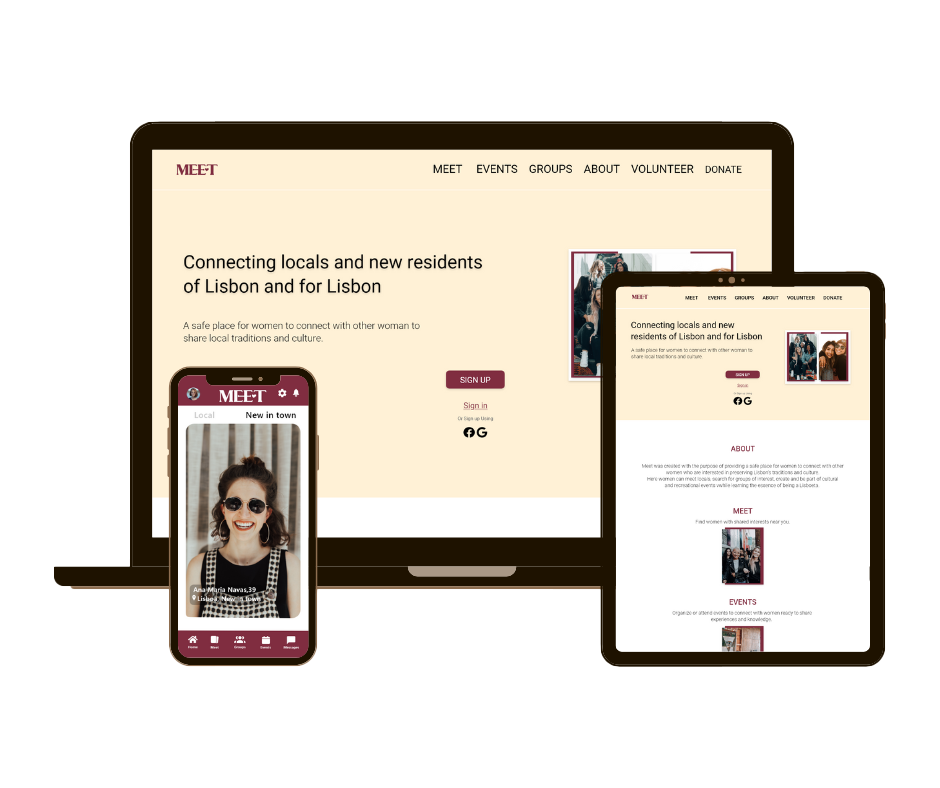 MEET
MEET EVENTS GROUPS ABOUT VOLUNTEER DONATE
Connecting locals and new residents
of Lisbon and for Lisbon
A safe place for women to connect with other woman to
share local traditions and culture.
SIGN UP
Sign in
Or Sign up Using
MEET
Local New in town
Ana Maria Navas,39
Lisboa New in town
Home Meet Groups Events Messages
MEET
MEET EVENTS GROUPS ABOUT VOLUNTEER DONATE
Connecting locals and new
residents of Lisbon and for Lisbon
A safe place for women to connect with other woman to
share local traditions and culture
SIGN UP
Sign in
ABOUT
Meet was created with the purpose of providing a safe place for women to connect with other
women who are interested in preserving Lisbon's traditions and culture.
Here women can meet locals, search for groups of interest, create and be part of cultural
and recreational events while learning the essence of being a Lisboeta.
MEET
Find women with shared interests near you.
EVENTS
Organize or attend events to connect with women ready to share
experiences and knowledge.